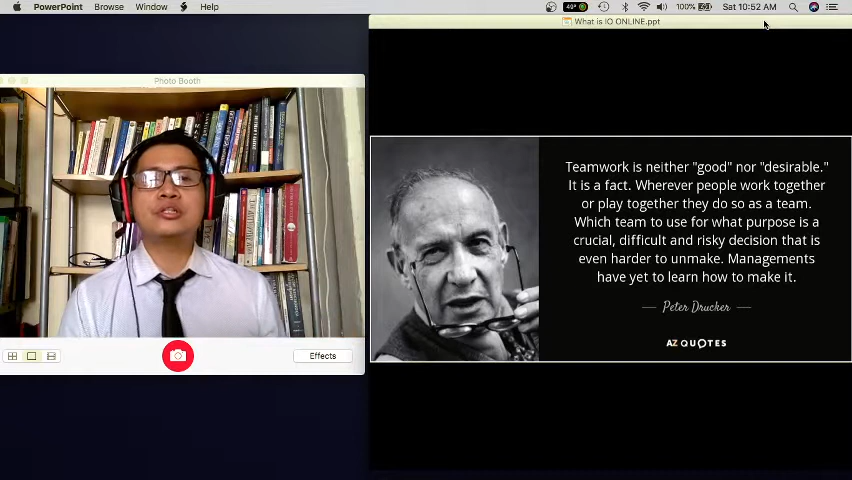 PowerPoint Browse Window Help
49° 100% Sat 10:52 AM
What is IO ONLINE.ppt
Photo Booth
Teamwork is neither "good" nor "desirable."
It is a fact. Wherever people work together
or play together they do so as a team.
Which team to use for what purpose is a
crucial, difficult and risky decision that is
even harder to unmake. Managements
have yet to learn how to make it.
Peter Drucker
AZ QUOTES
Effects